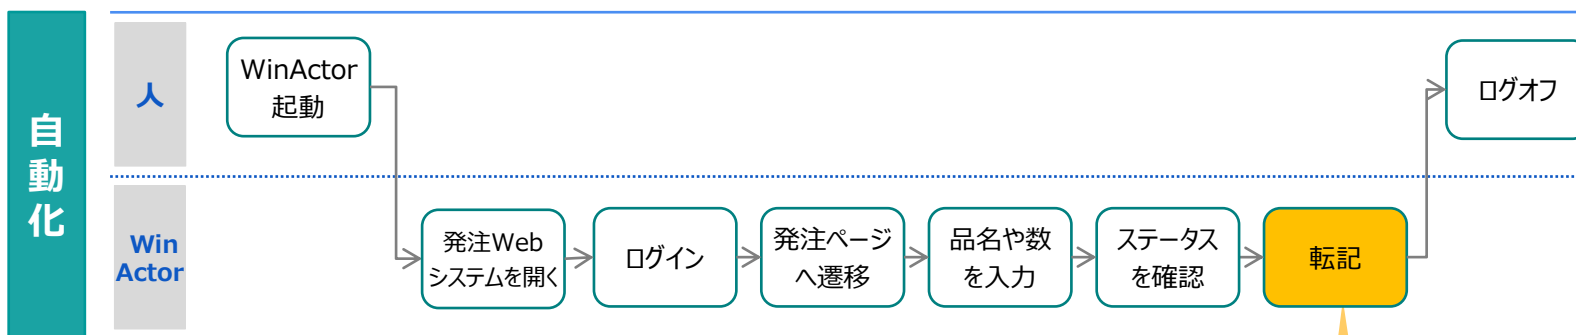 自動化
人
WinActor
起動
ログオフ
Win
Actor
発注Web
システムを開く
ログイン
発注ページ
へ遷移
品名や数
を入力
ステータス
を確認
転記